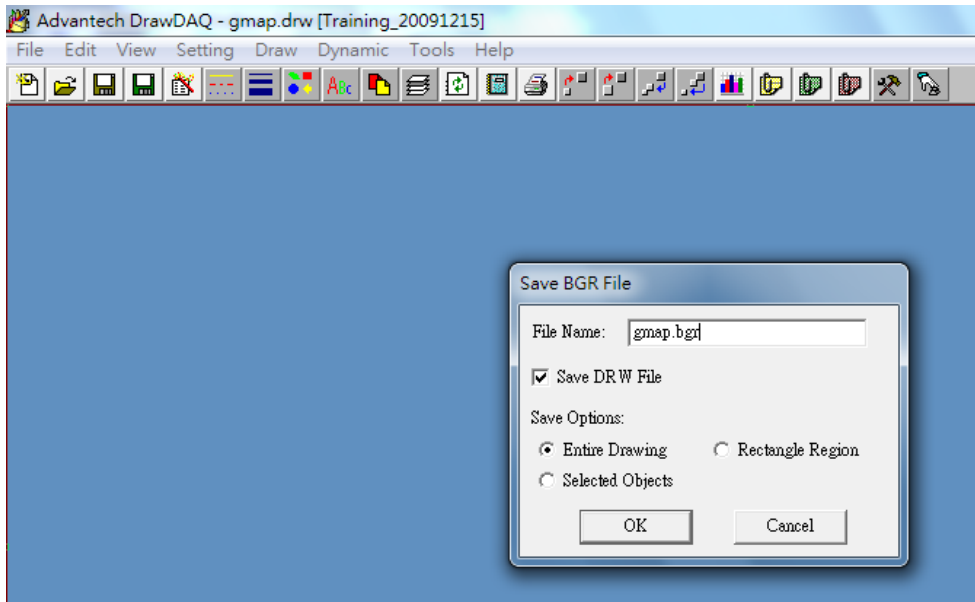 Advantech DrawDAQ - gmap.drw [Training_20091215]
File Edit View Setting Draw Dynamic Tools Help
ABC
Save BGR File
File Name: gmap.bgr
Save DRW File
Save Options:
Entire Drawing Rectangle Region
Selected Objects
OK Cancel